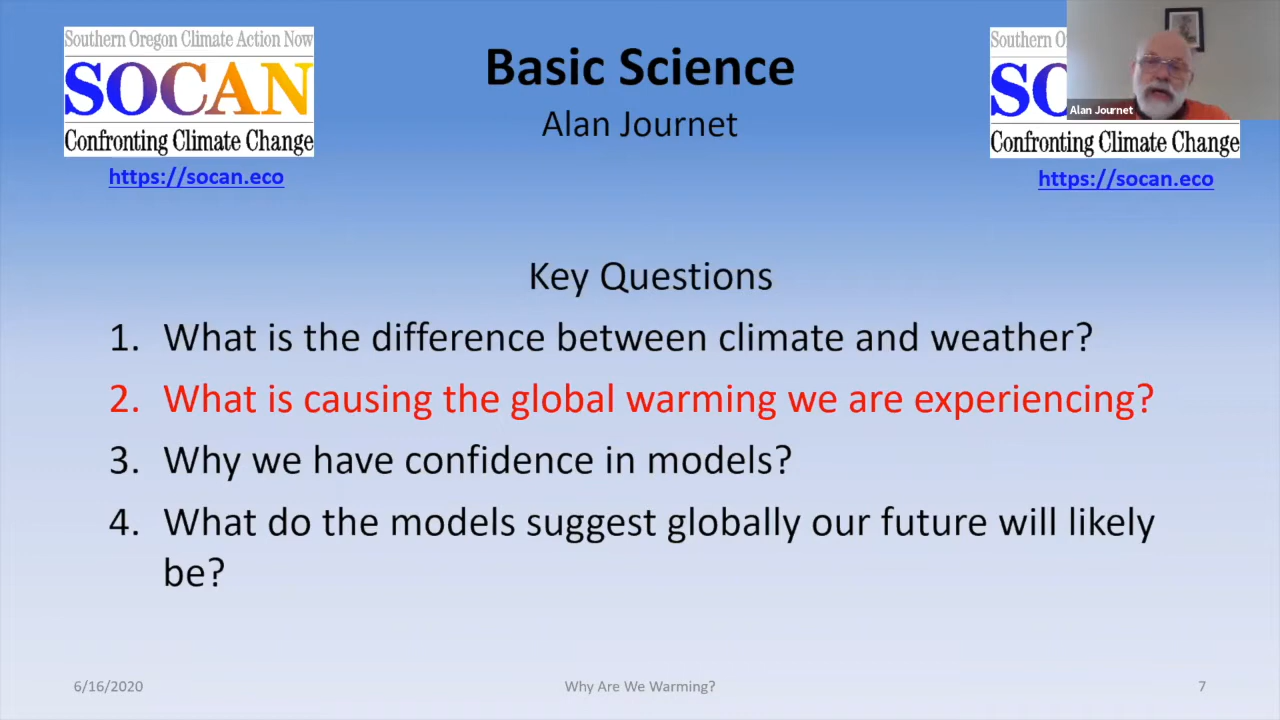 Southern Oregon Climate Action Now
SOCAN
Confronting Climate Change
https://socan.eco
Basic Science
Alan Journet
Southern O
SO
Alan Journet
Confronting Climate Change
https://socan.eco
Key Questions
1. What is the difference between climate and weather?
2. What is causing the global warming we are experiencing?
3. Why we have confidence in models?
4. What do the models suggest globally our future will likely
be?
6/16/2020
Why Are We Warming?
7